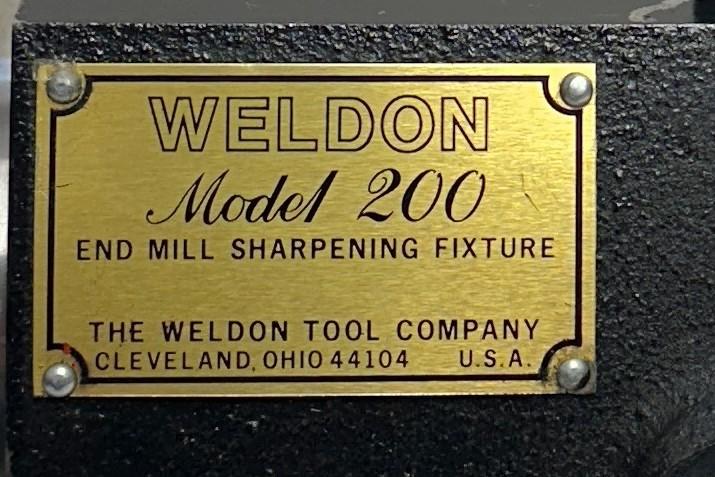 WELDON
Model 200
END MILL SHARPENING FIXTURE
THE WELDON TOOL COMPANY
CLEVELAND, OHIO 44104 U.S.A.